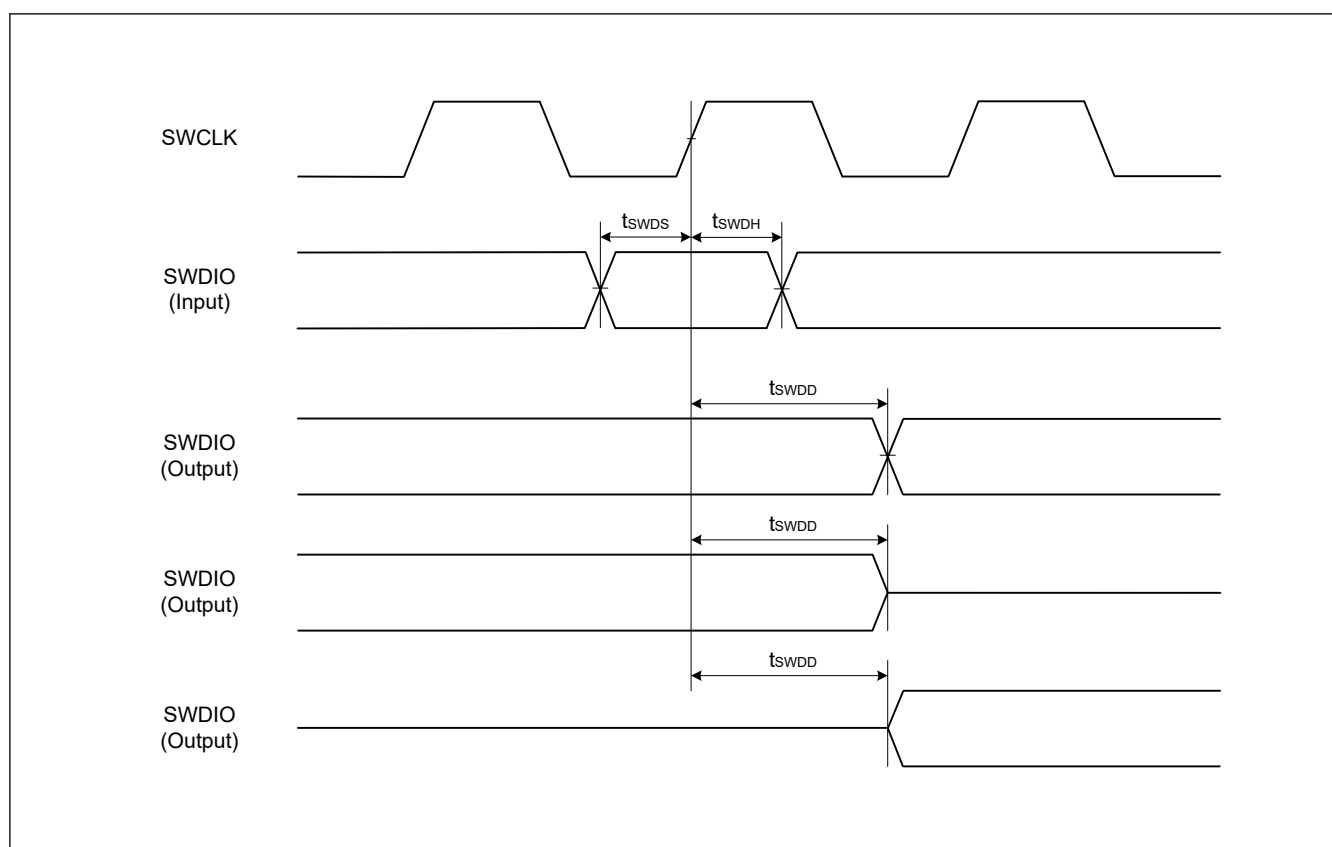 SWCLK
tSWDS
tSWDH
SWDIO
(Input)
tSWDD
SWDIO
(Output)
tSWDD
SWDIO
(Output)
tSWDD
SWDIO
(Output)